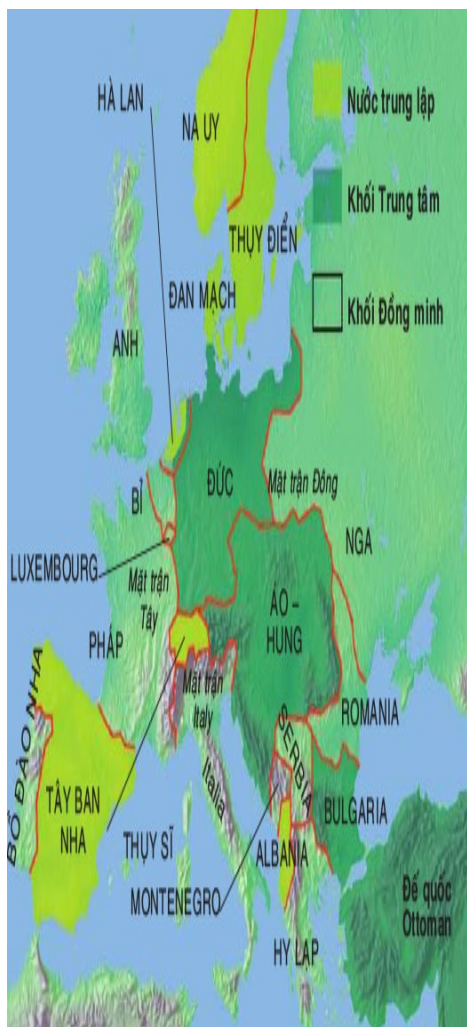 HÀ LAN
NA UY
Nước trung lập
Khối Trung tâm
THỤY ĐIỂN
ĐAN MẠCH
Khối Đồng minh
ANH
ĐỨC
Mặt trận Đông
BỈ
NGA
LUXEMBOURG
Mặt trận
Tây
ÁO –
HUNG
PHÁP
Mặt trận
Italy
ROMANIA
BỒ ĐÀO NHA
SERBIA
Italia
TÂY BAN
NHA
BULGARIA
THỤY SĨ
ALBANIA
MONTENEGRO
Đế quốc
Ottoman
HY LẠP